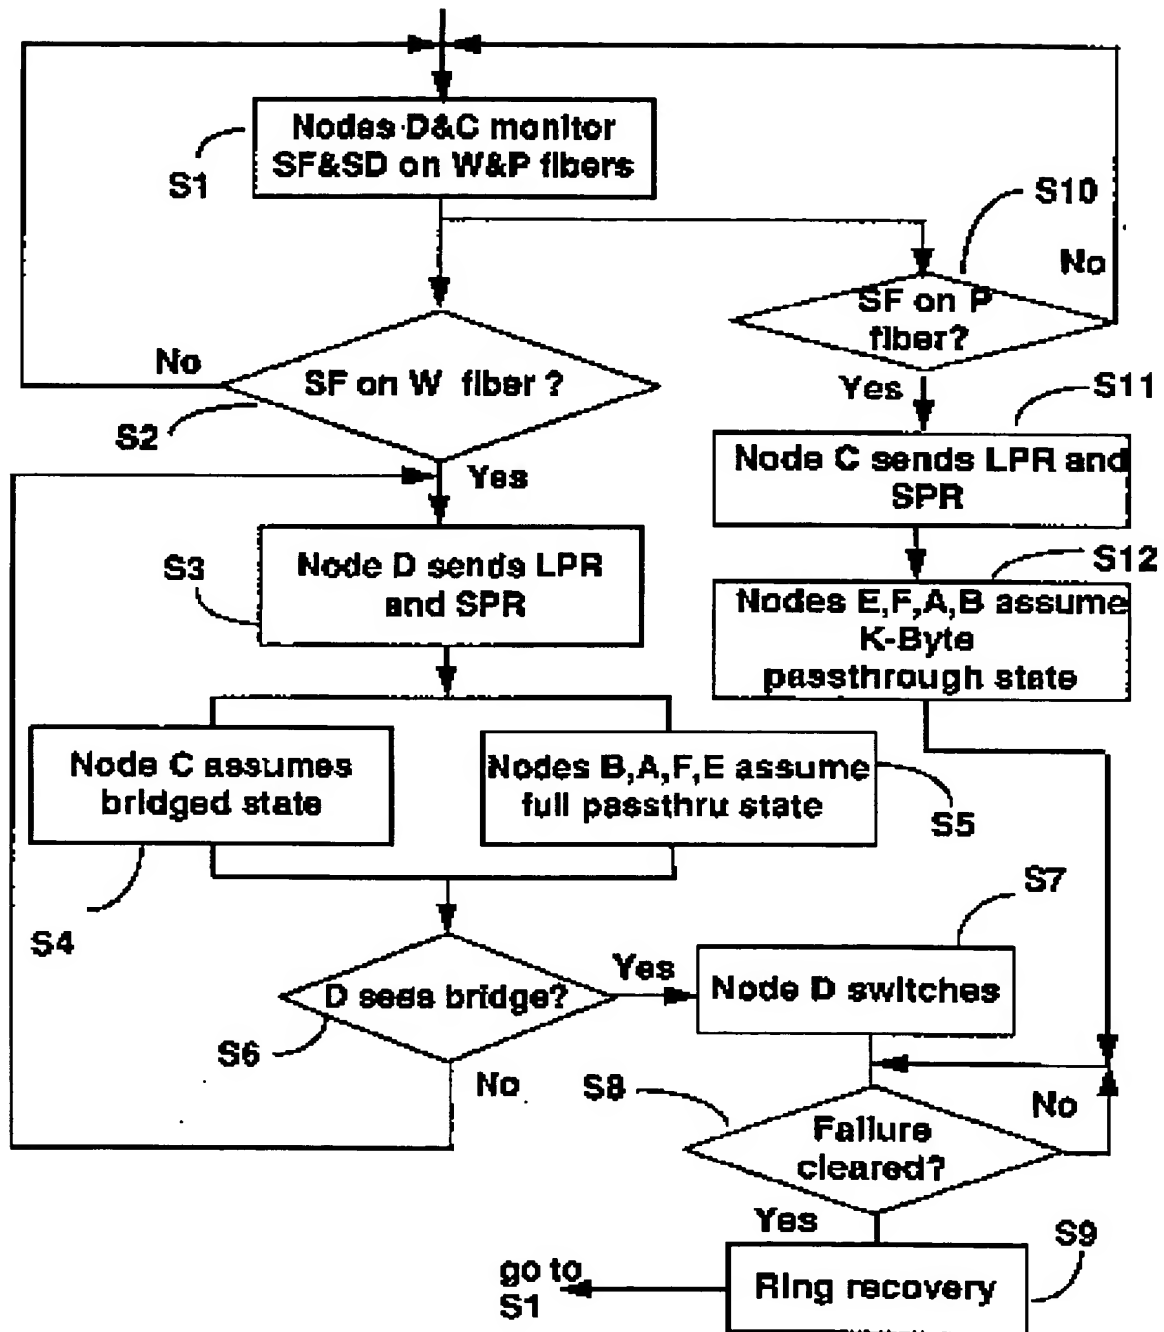 Nodes D&C monitor
SF&SD on W&P fibers
S1
S10
No
SF on P
fiber?
No
SF on W fiber ?
S2
Yes
S11
Yes
Node C sends LPR and
SPR
S3
Node D sends LPR
and SPR
S12
Nodes E,F,A,B assume
K-Byte
passthrough state
Node C assumes
bridged state
Nodes B,A,F,E assume
full passthru state
S5
S4
S7
D sees bridge?
Yes
Node D switches
S6
No
S8
No
Failure
cleared?
Yes
S9
go to
S1
Ring recovery